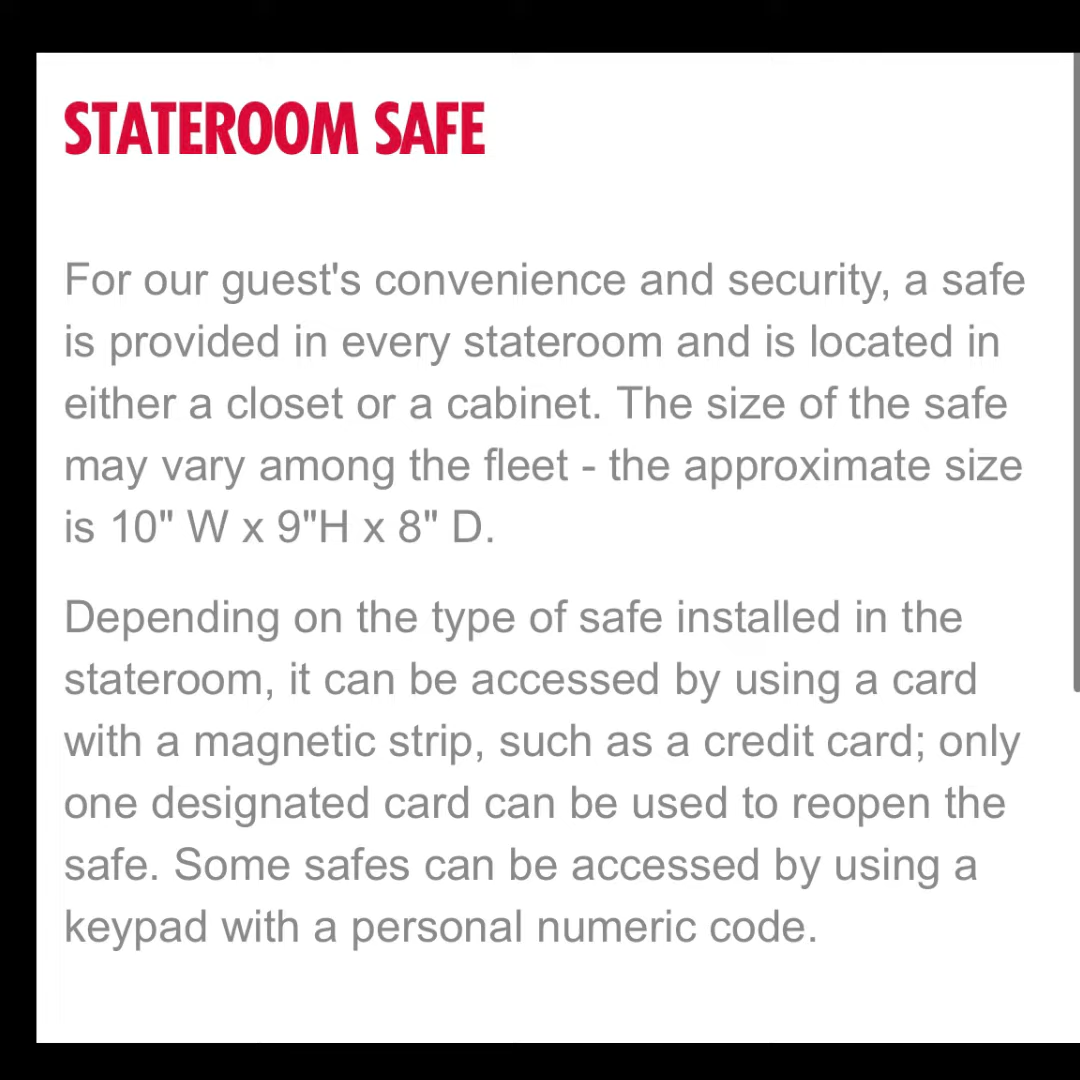 STATEROOM SAFE
For our guest's convenience and security, a safe
is provided in every stateroom and is located in
either a closet or a cabinet. The size of the safe
may vary among the fleet - the approximate size
is 10" W x 9"H x 8" D.
Depending on the type of safe installed in the
stateroom, it can be accessed by using a card
with a magnetic strip, such as a credit card; only
one designated card can be used to reopen the
safe. Some safes can be accessed by using a
keypad with a personal numeric code.